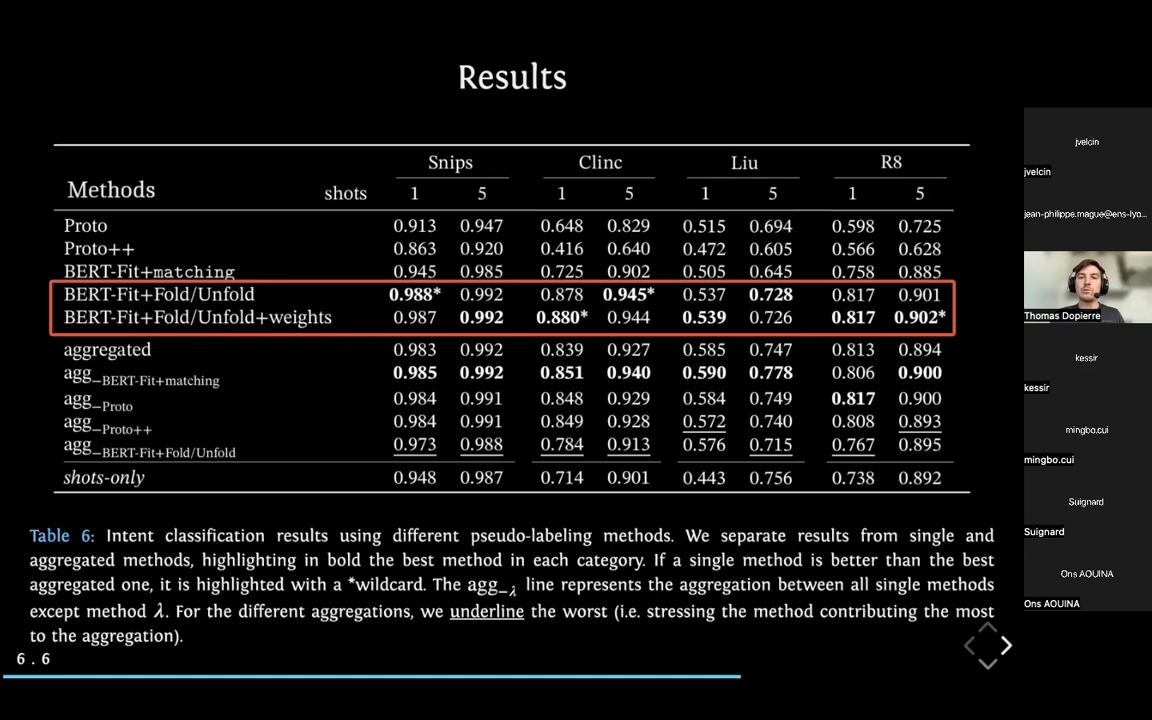 Results
Snips Clinc Liu R8
Methods shots 1 5 1 5 1 5 1 5
Proto 0.913 0.947 0.648 0.829 0.515 0.694 0.598 0.725
Proto++ 0.863 0.920 0.416 0.640 0.472 0.605 0.566 0.628
BERT-Fit+matching 0.945 0.985 0.725 0.902 0.505 0.645 0.758 0.885
BERT-Fit+Fold/Unfold 0.988* 0.992 0.878 0.945* 0.537 0.728 0.817 0.901
BERT-Fit+Fold/Unfold+weights 0.987 0.992 0.880* 0.944 0.539 0.726 0.817 0.902*
aggregated 0.983 0.992 0.839 0.927 0.585 0.747 0.813 0.894
agg–BERT-Fit+matching 0.985 0.992 0.851 0.940 0.590 0.778 0.806 0.900
agg–Proto 0.984 0.991 0.848 0.929 0.584 0.749 0.817 0.900
agg–Proto++ 0.984 0.991 0.849 0.928 0.572 0.740 0.808 0.893
agg–BERT-Fit+Fold/Unfold 0.973 0.988 0.784 0.913 0.576 0.715 0.767 0.895
shots-only 0.948 0.987 0.714 0.901 0.443 0.756 0.738 0.892
Table 6: Intent classification results using different pseudo-labeling methods. We separate results from single and
aggregated methods, highlighting in bold the best method in each category. If a single method is better than the best
aggregated one, it is highlighted with a *wildcard. The agg–λ line represents the aggregation between all single methods
except method λ. For the different aggregations, we underline the worst (i.e. stressing the method contributing the most
to the aggregation).
6 . 6
jvelcin
jvelcin
jean-philippe.mague@ens-lyo...
Thomas Dopierre
kessir
kessir
mingbo.cui
mingbo.cui
Suignard
Suignard
Ons AOUINA
Ons AOUINA